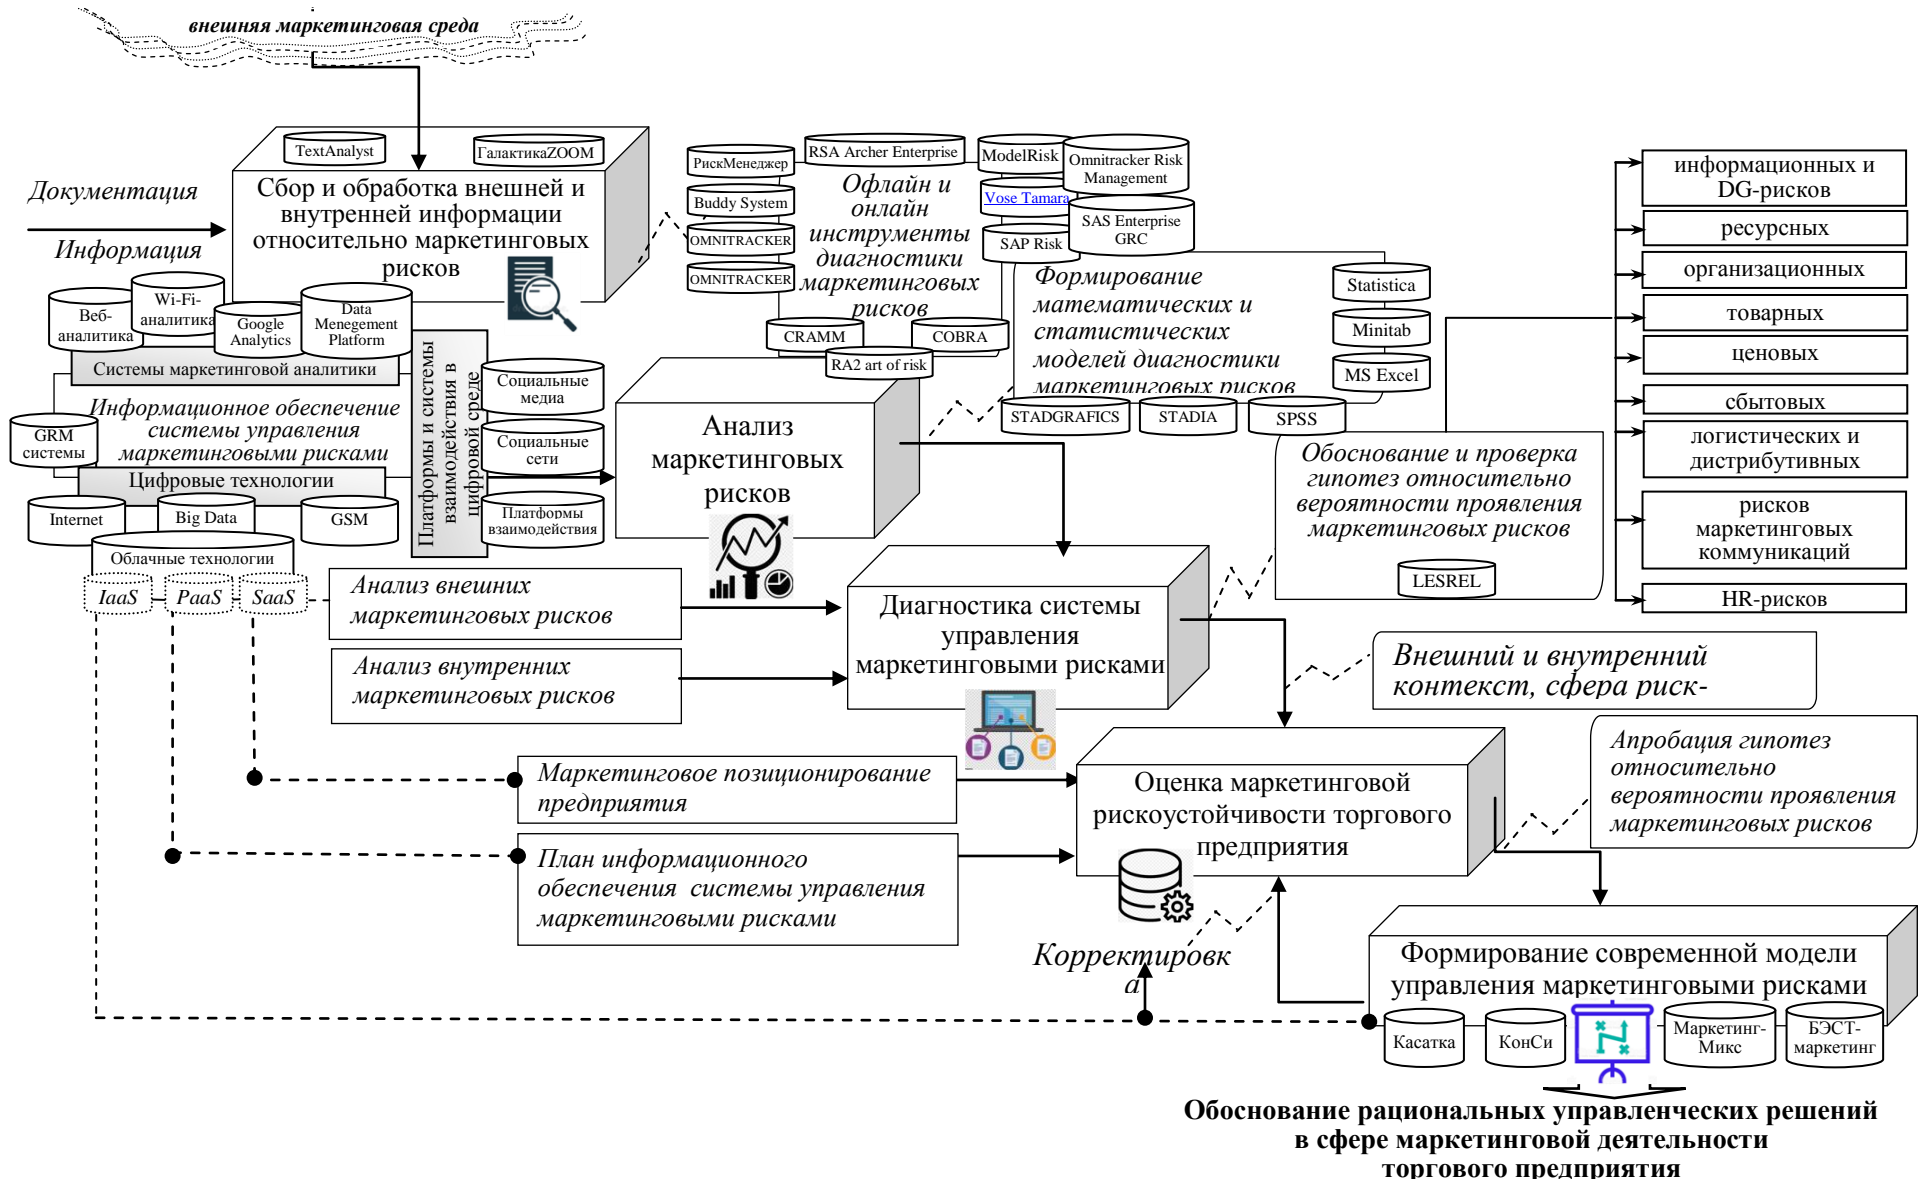 внешняя маркетинговая среда
TextAnalyst
ГалактикаZOOM
Сбор и обработка внешней и
внутренней информации
относительно маркетинговых
рисков
Документация
Информация
РискМенеджер
Buddy System
OMNITRACKER
OMNITRACKER
RSA Archer Enterprise
Офлайн и
онлайн
инструменты
диагностики
маркетинговых
рисков
ModelRisk
Vose Tamara
SAP Risk
Omnitracker Risk
Management
SAS Enterprise
GRC
CRAMM
COBRA
RA2 art of risk
Формирование
математических и
статистических
моделей диагностики
маркетинговых рисков
Statistica
Minitab
MS Excel
STADGRAFICS
STADIA
SPSS
информационных и
DG-рисков
ресурсных
организационных
товарных
ценовых
сбытовых
логистических и
дистрибутивных
рисков
маркетинговых
коммуникаций
HR-рисков
Веб-
аналитика
Wi-Fi-
аналитика
Google
Analytics
Data
Menegement
Platform
Системы маркетинговой аналитики
Информационное обеспечение
системы управления
маркетинговыми рисками
GRM
системы
Цифровые технологии
Internet
Big Data
GSM
Облачные технологии
IaaS
PaaS
SaaS
Платформы и системы
взаимодействия в
цифровой среде
Социальные
медиа
Социальные
сети
Платформы
взаимодействия
Анализ
маркетинговых
рисков
Обоснование и проверка
гипотез относительно
вероятности проявления
маркетинговых рисков
LESREL
Анализ внешних
маркетинговых рисков
Анализ внутренних
маркетинговых рисков
Диагностика системы
управления
маркетинговыми рисками
Внешний и внутренний
контекст, сфера риск-
Маркетинговое позиционирование
предприятия
План информационного
обеспечения системы управления
маркетинговыми рисками
Оценка маркетинговой
рискоустойчивости торгового
предприятия
Апробация гипотез
относительно
вероятности проявления
маркетинговых рисков
Корректировк
а
Формирование современной модели
управления маркетинговыми рисками
Касатка
КонСи
Маркетинг-
Микс
БЭСТ-
маркетинг
Обоснование рациональных управленческих решений
в сфере маркетинговой деятельности
торгового предприятия